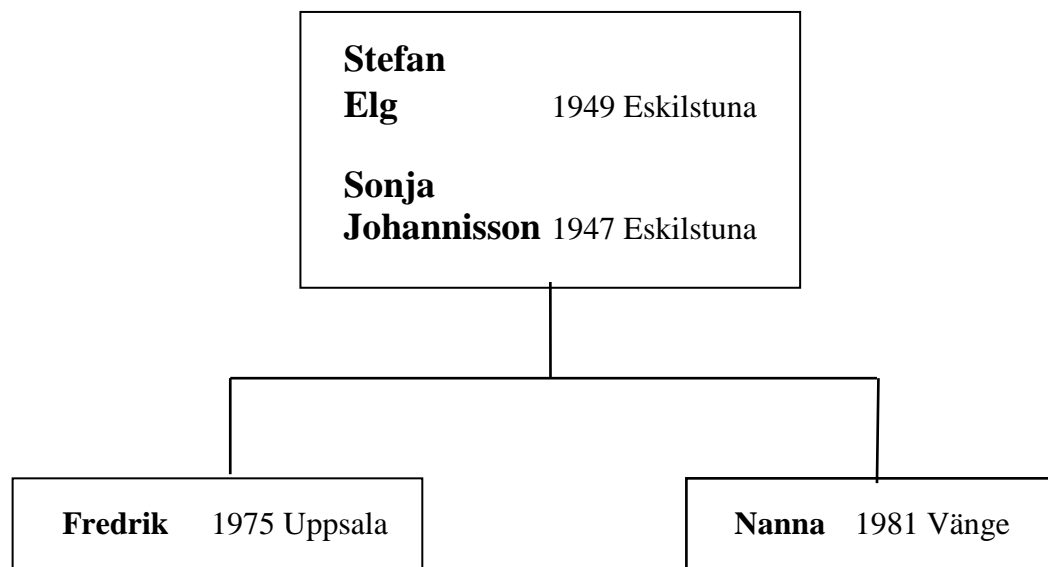 Stefan
Elg 1949 Eskilstuna
Sonja
Johannisson 1947 Eskilstuna
Fredrik 1975 Uppsala
Nanna 1981 Vänge